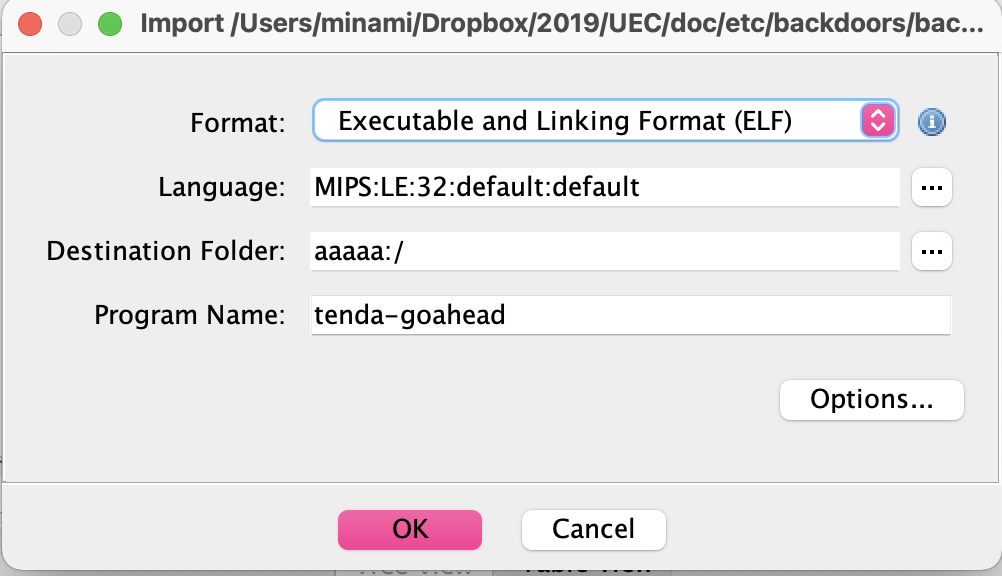 Import /Users/minami/Dropbox/2019/UEC/doc/etc/backdoors/bac...
Format: Executable and Linking Format (ELF)
Language: MIPS:LE:32:default:default ...
Destination Folder: aaaaa:/ ...
Program Name: tenda-goahead
Options...
OK Cancel